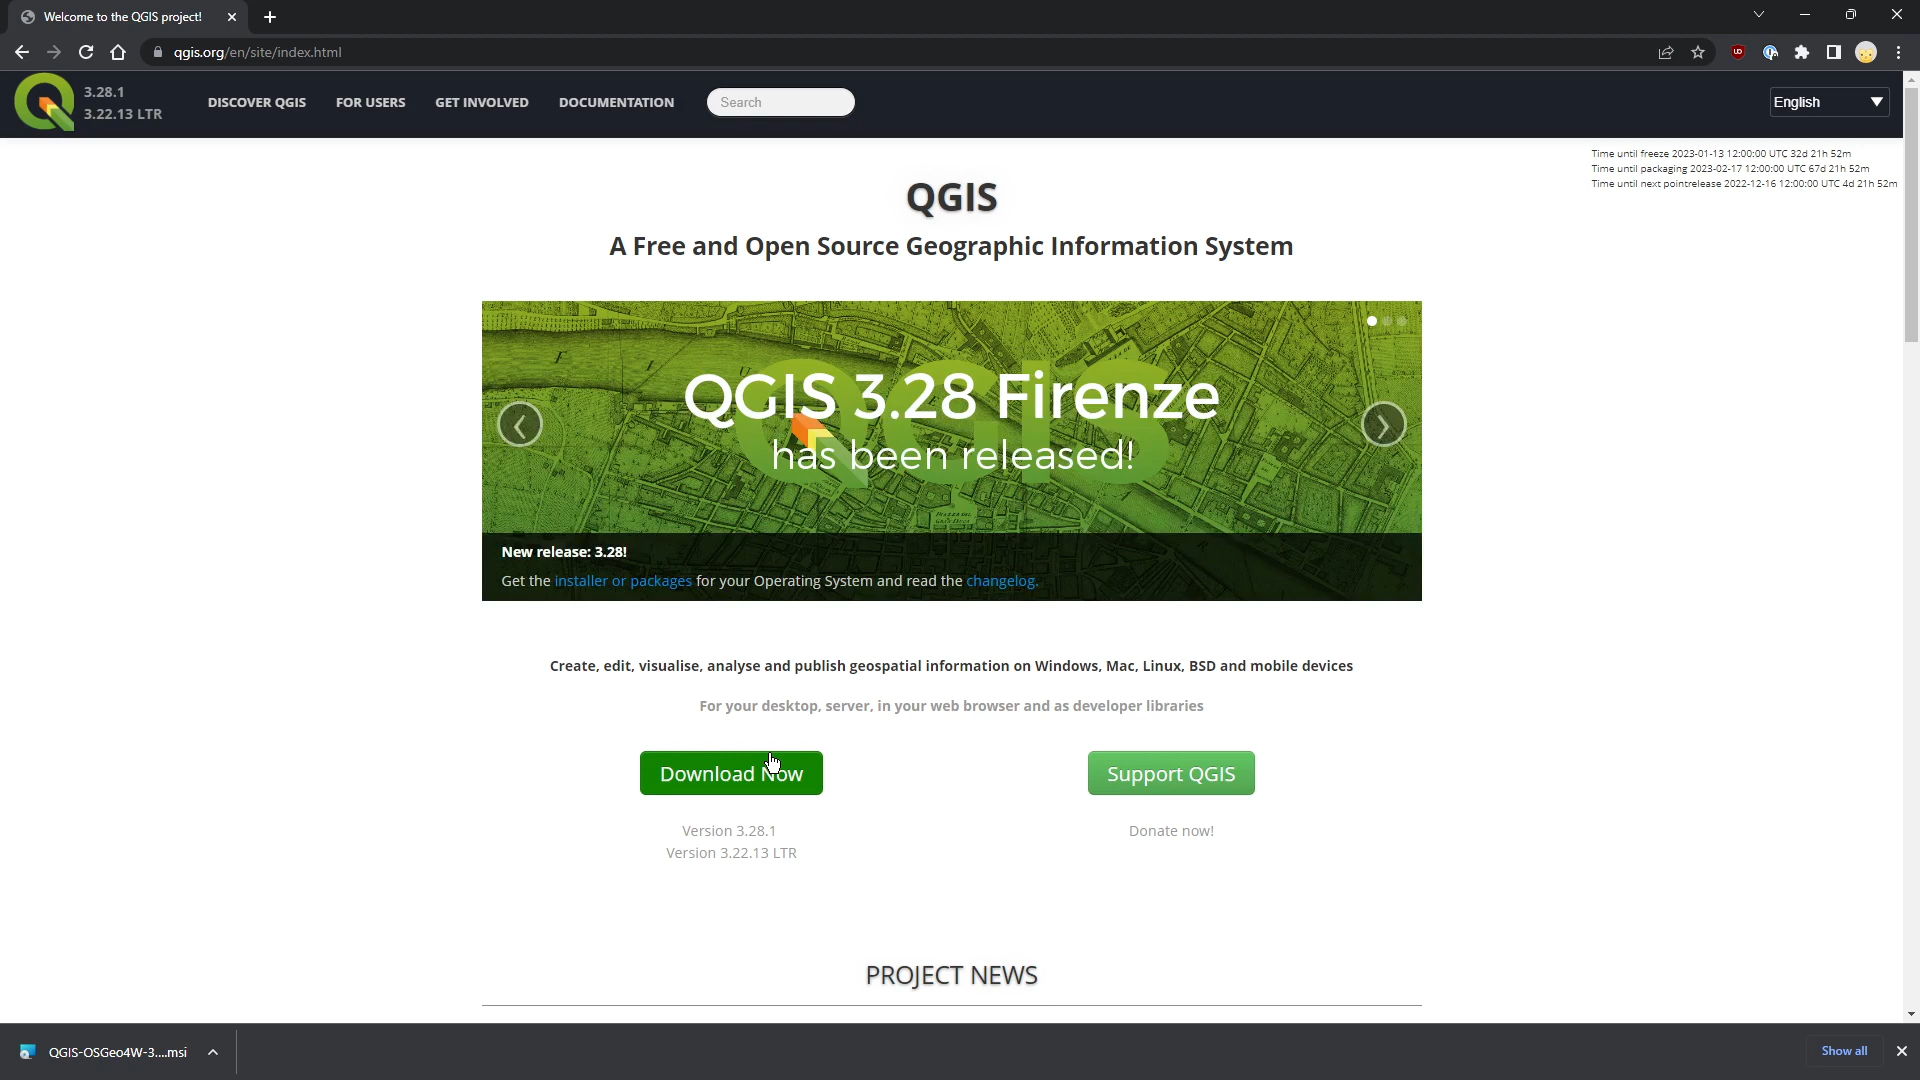 Welcome to the QGIS project!
qgis.org/en/site/index.html
3.28.1
3.22.13 LTR
DISCOVER QGIS
FOR USERS
GET INVOLVED
DOCUMENTATION
Search
English
Time until freeze 2023-01-13 12:00:00 UTC 32d 21h 52m
Time until packaging 2023-02-17 12:00:00 UTC 67d 21h 52m
Time until next pointrelease 2022-12-16 12:00:00 UTC 4d 21h 52m
QGIS
A Free and Open Source Geographic Information System
QGIS 3.28 Firenze
has been released!
New release: 3.28!
Get the installer or packages for your Operating System and read the changelog.
Create, edit, visualise, analyse and publish geospatial information on Windows, Mac, Linux, BSD and mobile devices
For your desktop, server, in your web browser and as developer libraries
Download Now
Support QGIS
Version 3.28.1
Donate now!
Version 3.22.13 LTR
PROJECT NEWS
QGIS-OSGeo4W-3....msi
Show all